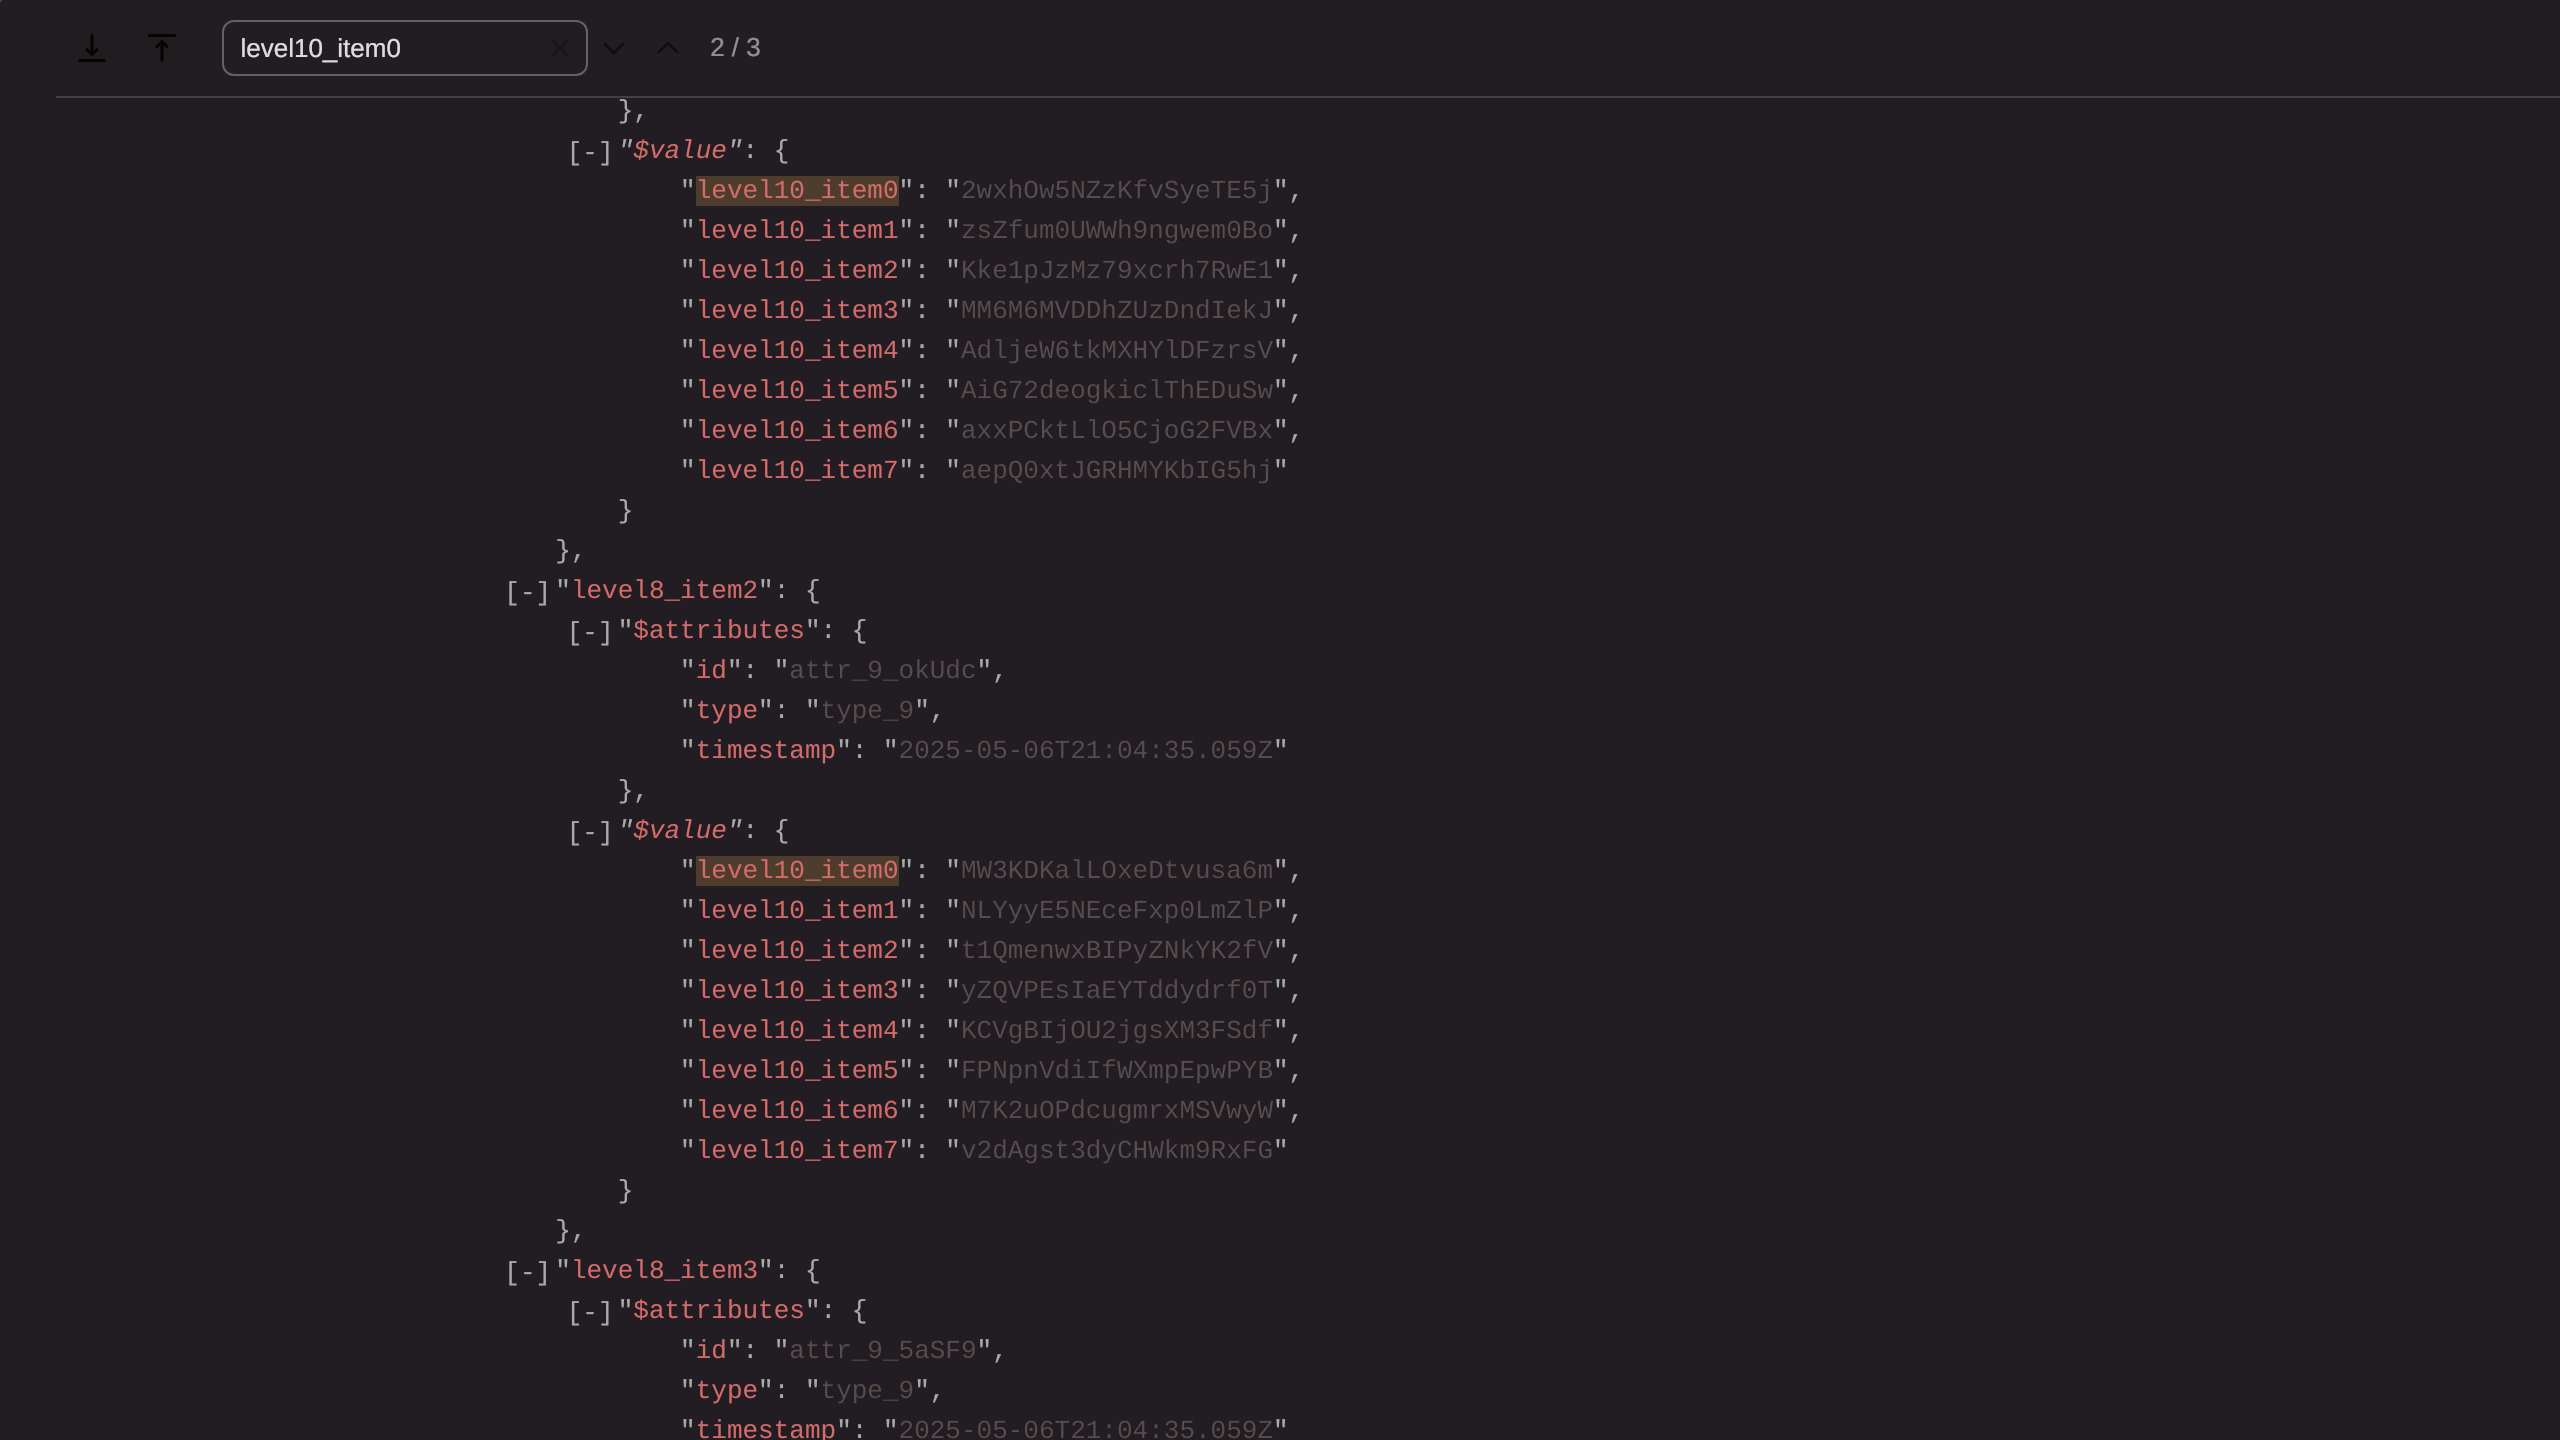 level10_item0 2 / 3
},
[-] "$value": {
"level10_item0": "2wxhOw5NZzKfvSyeTE5j",
"level10_item1": "zsZfum0UWWh9ngwem0Bo",
"level10_item2": "Kke1pJzMz79xcrh7RwE1",
"level10_item3": "MM6M6MVDDhZUzDndIekJ",
"level10_item4": "AdljeW6tkMXHYlDFzrsV",
"level10_item5": "AiG72deogkiclThEDuSw",
"level10_item6": "axxPCktLlO5CjoG2FVBx",
"level10_item7": "aepQ0xtJGRHMYKbIG5hj"
}
},
[-] "level8_item2": {
[-] "$attributes": {
"id": "attr_9_okUdc",
"type": "type_9",
"timestamp": "2025-05-06T21:04:35.059Z"
},
[-] "$value": {
"level10_item0": "MW3KDKalLOxeDtvusa6m",
"level10_item1": "NLYyyE5NEceFxp0LmZlP",
"level10_item2": "t1QmenwxBIPyZNkYK2fV",
"level10_item3": "yZQVPEsIaEYTddydrf0T",
"level10_item4": "KCVgBIjOU2jgsXM3FSdf",
"level10_item5": "FPNpnVdiIfWXmpEpwPYB",
"level10_item6": "M7K2uOPdcugmrxMSVwyW",
"level10_item7": "v2dAgst3dyCHWkm9RxFG"
}
},
[-] "level8_item3": {
[-] "$attributes": {
"id": "attr_9_5aSF9",
"type": "type_9",
"timestamp": "2025-05-06T21:04:35.059Z"